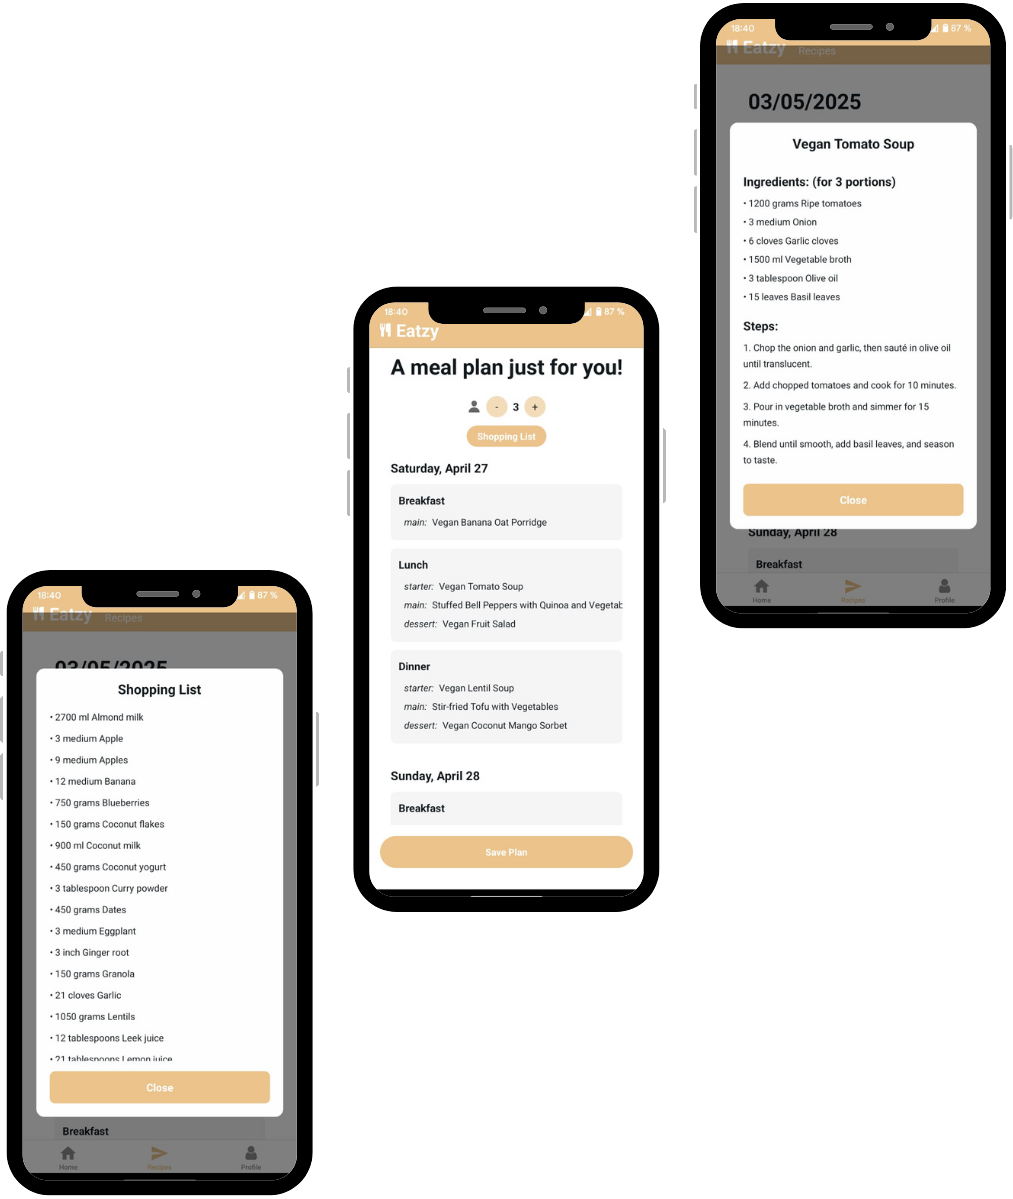 18:40
87 %
Eatzy
Recipes
03/05/2025
Shopping List
• 2700 ml Almond milk
• 3 medium Apple
• 9 medium Apples
• 12 medium Banana
• 750 grams Blueberries
• 150 grams Coconut flakes
• 900 ml Coconut milk
• 450 grams Coconut yogurt
• 3 tablespoon Curry powder
• 450 grams Dates
• 3 medium Eggplant
• 3 inch Ginger root
• 150 grams Granola
• 21 cloves Garlic
• 1050 grams Lentils
• 12 tablespoons Leek juice
• 21 tablespoons Lemon juice
Close
Breakfast
Home
Recipes
Profile
18:40
87 %
Eatzy
A meal plan just for you!
- 3 +
Shopping List
Saturday, April 27
Breakfast
main: Vegan Banana Oat Porridge
Lunch
starter: Vegan Tomato Soup
main: Stuffed Bell Peppers with Quinoa and Vegetab
dessert: Vegan Fruit Salad
Dinner
starter: Vegan Lentil Soup
main: Stir-fried Tofu with Vegetables
dessert: Vegan Coconut Mango Sorbet
Sunday, April 28
Breakfast
Save Plan
18:40
87 %
Eatzy
Recipes
03/05/2025
Vegan Tomato Soup
Ingredients: (for 3 portions)
• 1200 grams Ripe tomatoes
• 3 medium Onion
• 6 cloves Garlic cloves
• 1500 ml Vegetable broth
• 3 tablespoon Olive oil
• 15 leaves Basil leaves
Steps:
1. Chop the onion and garlic, then sauté in olive oil
until translucent.
2. Add chopped tomatoes and cook for 10 minutes.
3. Pour in vegetable broth and simmer for 15
minutes.
4. Blend until smooth, add basil leaves, and season
to taste.
Close
Sunday, April 28
Breakfast
Home
Recipes
Profile